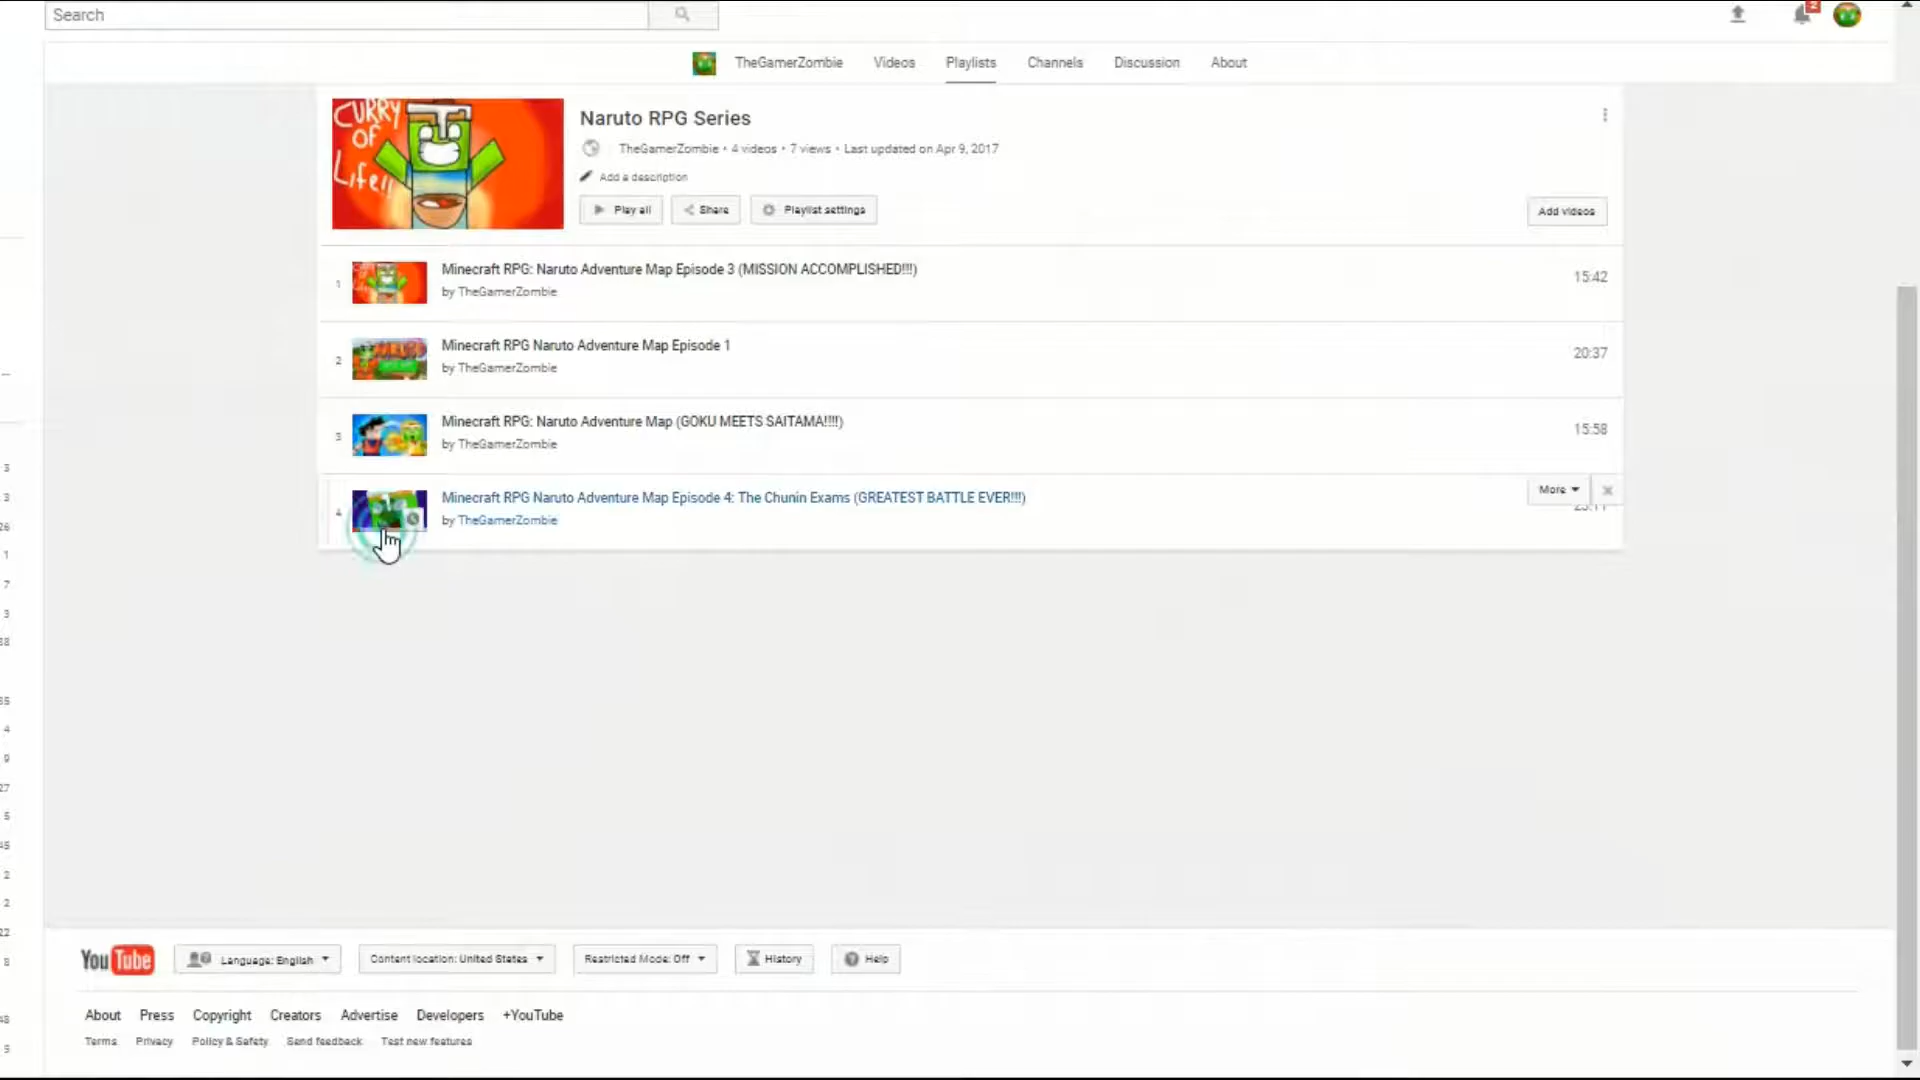 Search
2
TheGamerZombie Videos Playlists Channels Discussion About
CURRY
OF
Life!!
Naruto RPG Series
TheGamerZombie • 4 videos • 7 views • Last updated on Apr 9, 2017
Add a description
Play all Share Playlist settings
Add videos
1
Minecraft RPG: Naruto Adventure Map Episode 3 (MISSION ACCOMPLISHED!!!)
by TheGamerZombie
15:42
2
Minecraft RPG Naruto Adventure Map Episode 1
by TheGamerZombie
20:37
3
Minecraft RPG: Naruto Adventure Map (GOKU MEETS SAITAMA!!!!)
by TheGamerZombie
15:58
4
Minecraft RPG Naruto Adventure Map Episode 4: The Chunin Exams (GREATEST BATTLE EVER!!!)
by TheGamerZombie
More
YouTube Language: English Content location: United States Restricted Mode: Off History Help
About Press Copyright Creators Advertise Developers +YouTube
Terms Privacy Policy & Safety Send feedback Test new features